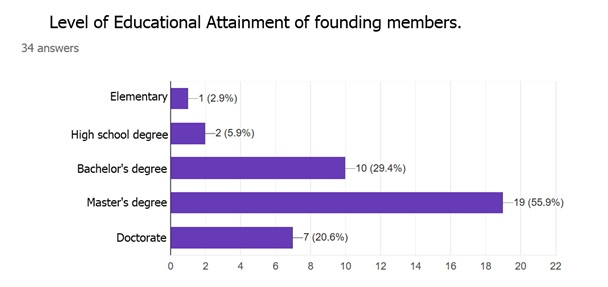 Level of Educational Attainment of founding members.
34 answers
Elementary 1 (2.9%)
High school degree 2 (5.9%)
Bachelor's degree 10 (29.4%)
Master's degree 19 (55.9%)
Doctorate 7 (20.6%)
0 2 4 6 8 10 12 14 16 18 20 22